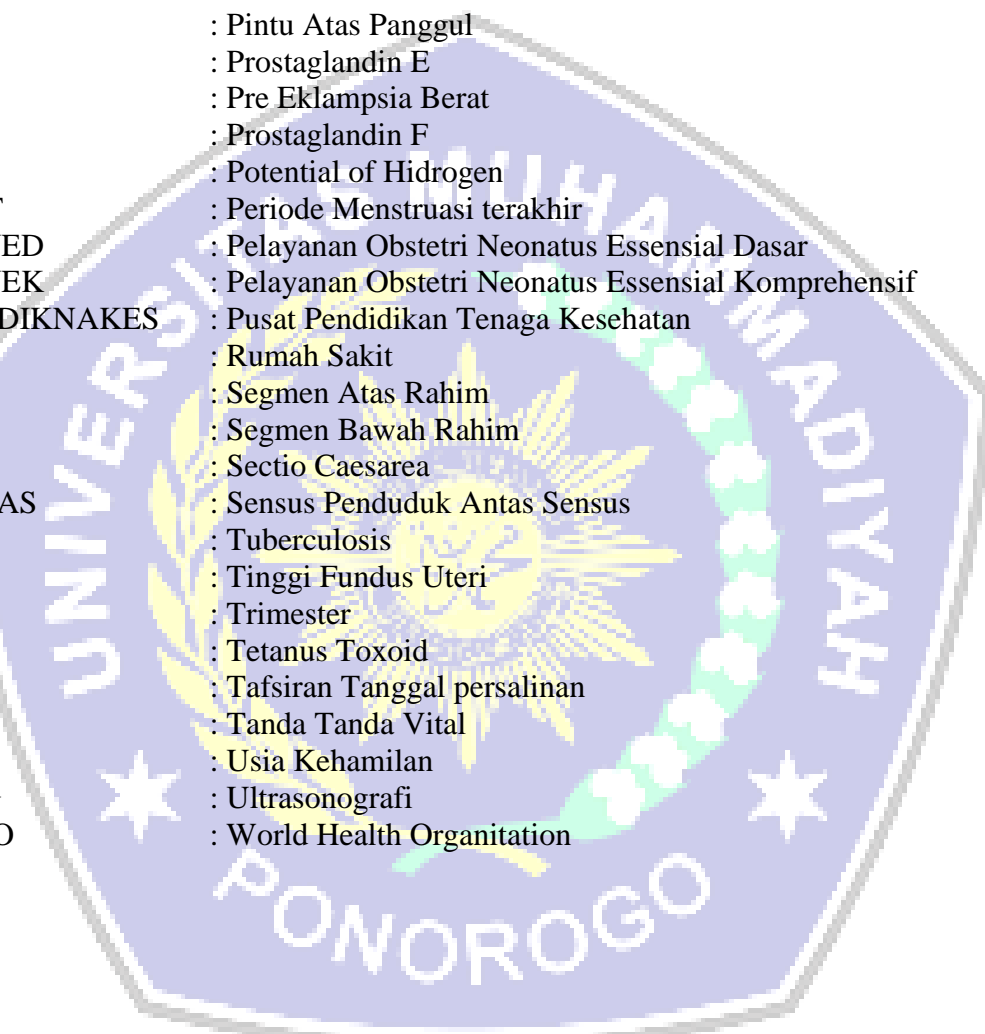 : Pintu Atas Panggul
: Prostaglandin E
: Pre Eklampsia Berat
: Prostaglandin F
: Potential of Hidrogen
: Periode Menstruasi terakhir
ED : Pelayanan Obstetri Neonatus Essensial Dasar
EK : Pelayanan Obstetri Neonatus Essensial Komprehensif
DIKNAKES : Pusat Pendidikan Tenaga Kesehatan
: Rumah Sakit
: Segmen Atas Rahim
: Segmen Bawah Rahim
: Sectio Caesarea
AS : Sensus Penduduk Antas Sensus
: Tuberculosis
: Tinggi Fundus Uteri
: Trimester
: Tetanus Toxoid
: Tafsiran Tanggal persalinan
: Tanda Tanda Vital
: Usia Kehamilan
: Ultrasonografi
O : World Health Organitation
UNIVERSITAS MUHAMMADIYAH
PONOROGO